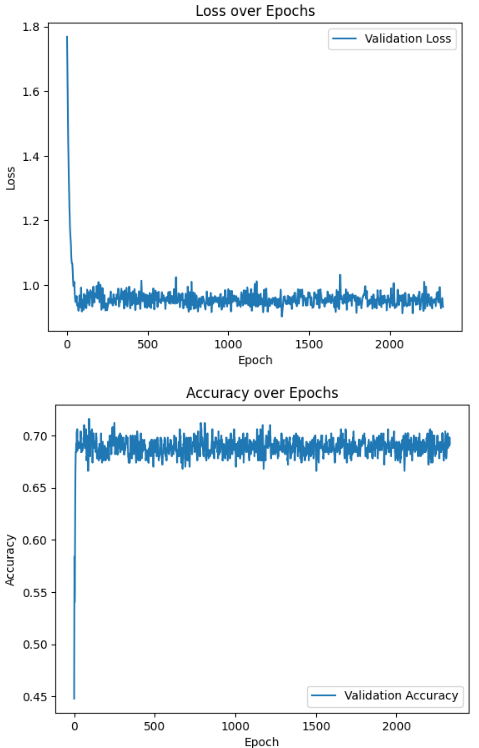 Loss over Epochs
1.8
Validation Loss
1.6
1.4
Loss
1.2
1.0
0 500 1000 1500 2000
Epoch
Accuracy over Epochs
0.70
0.65
0.60
Accuracy
0.55
0.50
0.45
Validation Accuracy
0 500 1000 1500 2000
Epoch